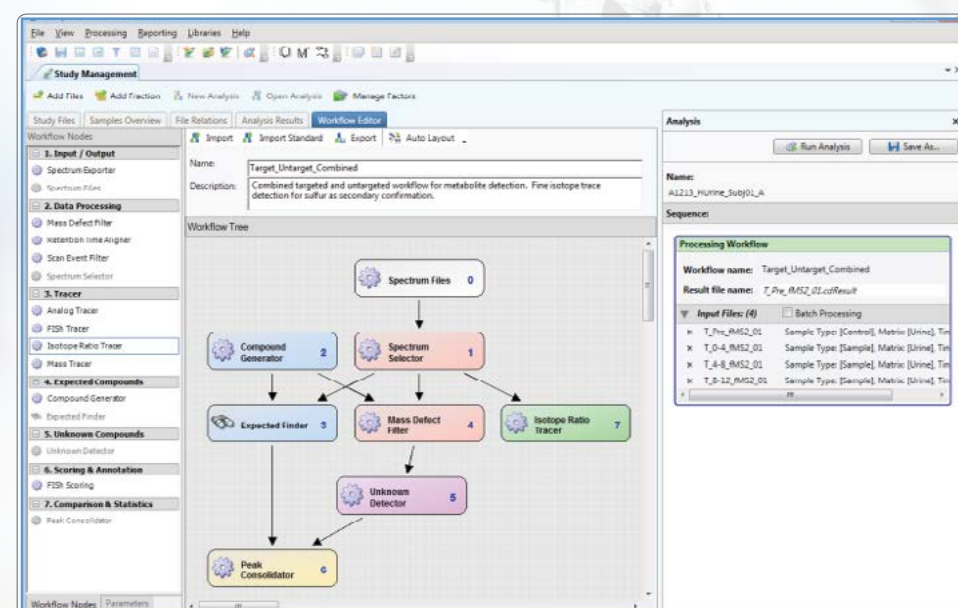 File View Processing Reporting Libraries Help
Study Management
Add Files Add Fraction New Analysis Open Analysis Manage Factors
Study Files Samples Overview File Relations Analysis Results Workflow Editor
Workflow Nodes
1. Input / Output
Spectrum Exporter
Spectrum Files
2. Data Processing
Mass Defect Filter
Retention Time Aligner
Scan Event Filter
Spectrum Selector
3. Tracer
Analog Tracer
FISh Tracer
Isotope Ratio Tracer
Mass Tracer
4. Expected Compounds
Compound Generator
Expected Finder
5. Unknown Compounds
Unknown Detector
6. Scoring & Annotation
FISh Scoring
7. Comparison & Statistics
Peak Consolidator
Workflow Nodes Parameters
Import Import Standard Export Auto Layout
Name: Target_Untarget_Combined
Description: Combined targeted and untargeted workflow for metabolite detection. Fine isotope trace
detection for sulfur as secondary confirmation.
Workflow Tree
Spectrum Files 0
Compound
Generator 2
Spectrum
Selector 1
Expected Finder 3
Mass Defect
Filter 4
Isotope Ratio
Tracer 7
Unknown
Detector 5
Peak
Consolidator 6
Analysis
Run Analysis Save As...
Name:
A1213_HUrine_Subj01_A
Sequence:
Processing Workflow
Workflow name: Target_Untarget_Combined
Result file name: T_Pre_fMS2_01.cdResult
Input Files: (4) Batch Processing
T_Pre_fMS2_01 Sample Type: [Control], Matrix: [Urine], Tin
T_0-4_fMS2_01 Sample Type: [Sample], Matrix: [Urine], Tin
T_4-8_fMS2_01 Sample Type: [Sample], Matrix: [Urine], Tin
T_8-12_fMS2_01 Sample Type: [Sample], Matrix: [Urine], Tin